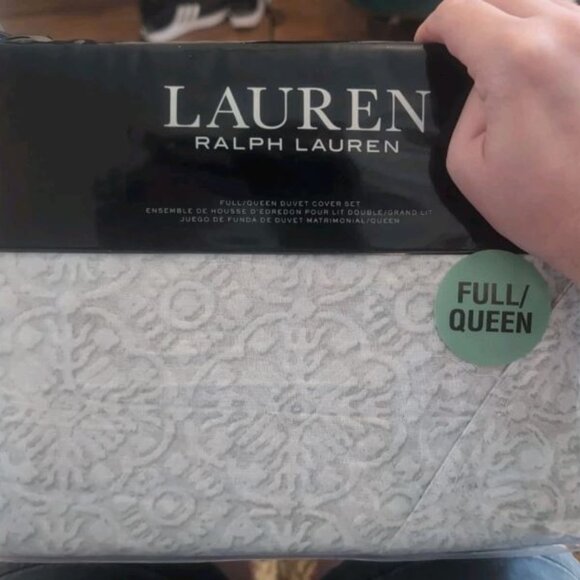 LAUREN
RALPH LAUREN
FULL/QUEEN DUVET COVER SET
ENSEMBLE DE HOUSSE D'EDREDON POUR LIT DOUBLE/GRAND LIT
JUEGO DE FUNDA DE DUVET MATRIMONIAL/QUEEN
FULL/
QUEEN